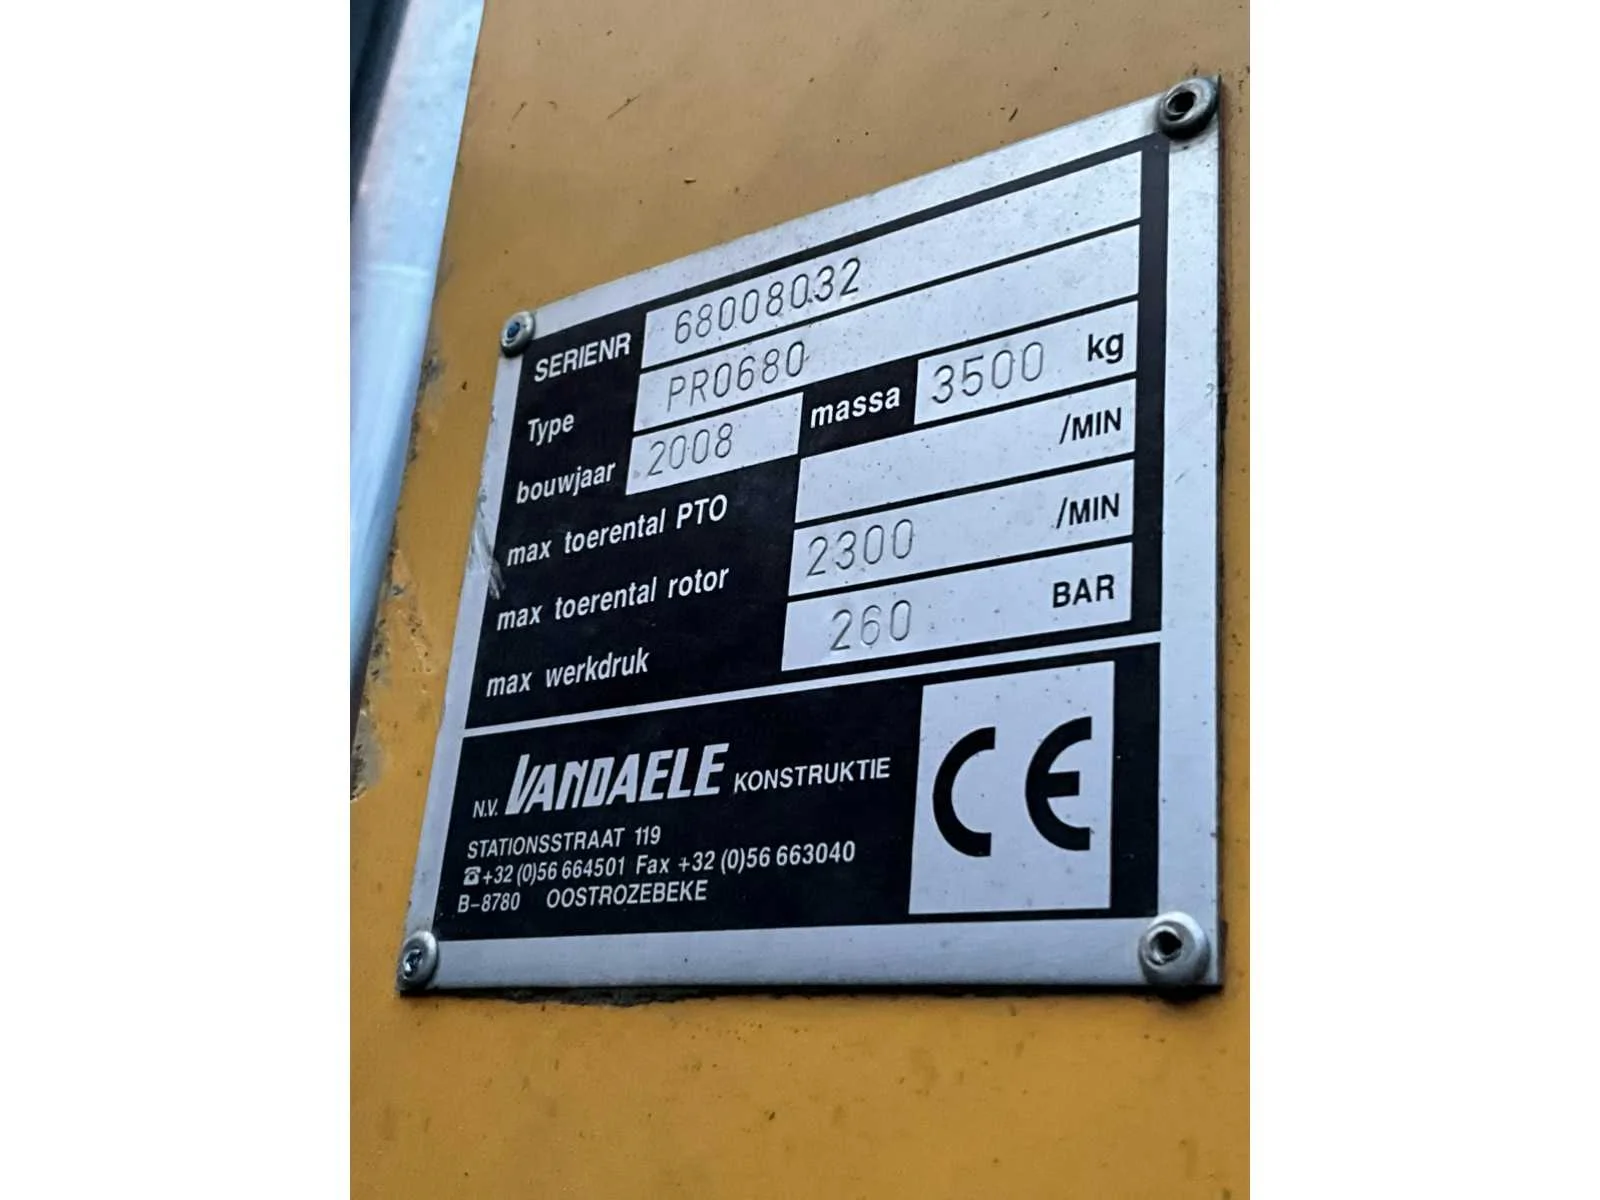 SERIENR 68008032
Type PR0680
bouwjaar 2008 massa 3500 kg
max toerental PTO /MIN
max toerental rotor 2300 /MIN
max werkdruk 260 BAR
N.V. VANDAELE KONSTRUKTIE
STATIONSSTRAAT 119
☎+32 (0)56 664501 Fax +32 (0)56 663040
B-8780 OOSTROZEBEKE
CE